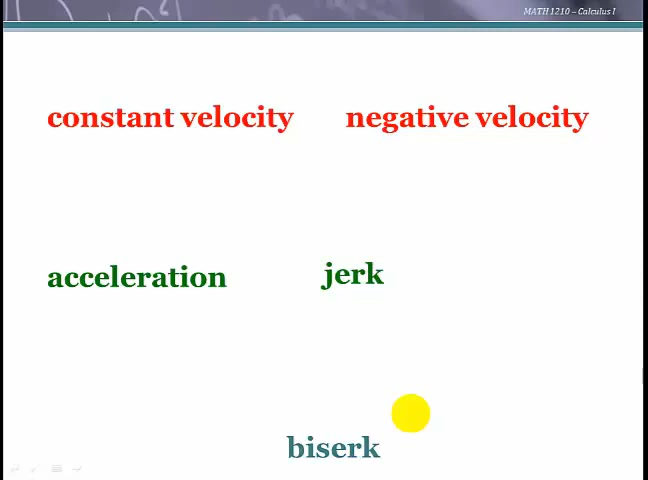 MATH 1210 – Calculus I
constant velocity negative velocity
acceleration jerk
biserk